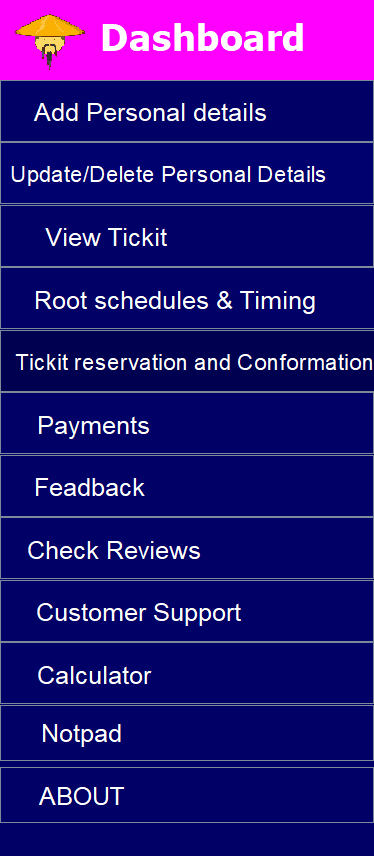 Dashboard
Add Personal details
Update/Delete Personal Details
View Tickit
Root schedules & Timing
Tickit reservation and Conformation
Payments
Feadback
Check Reviews
Customer Support
Calculator
Notpad
ABOUT